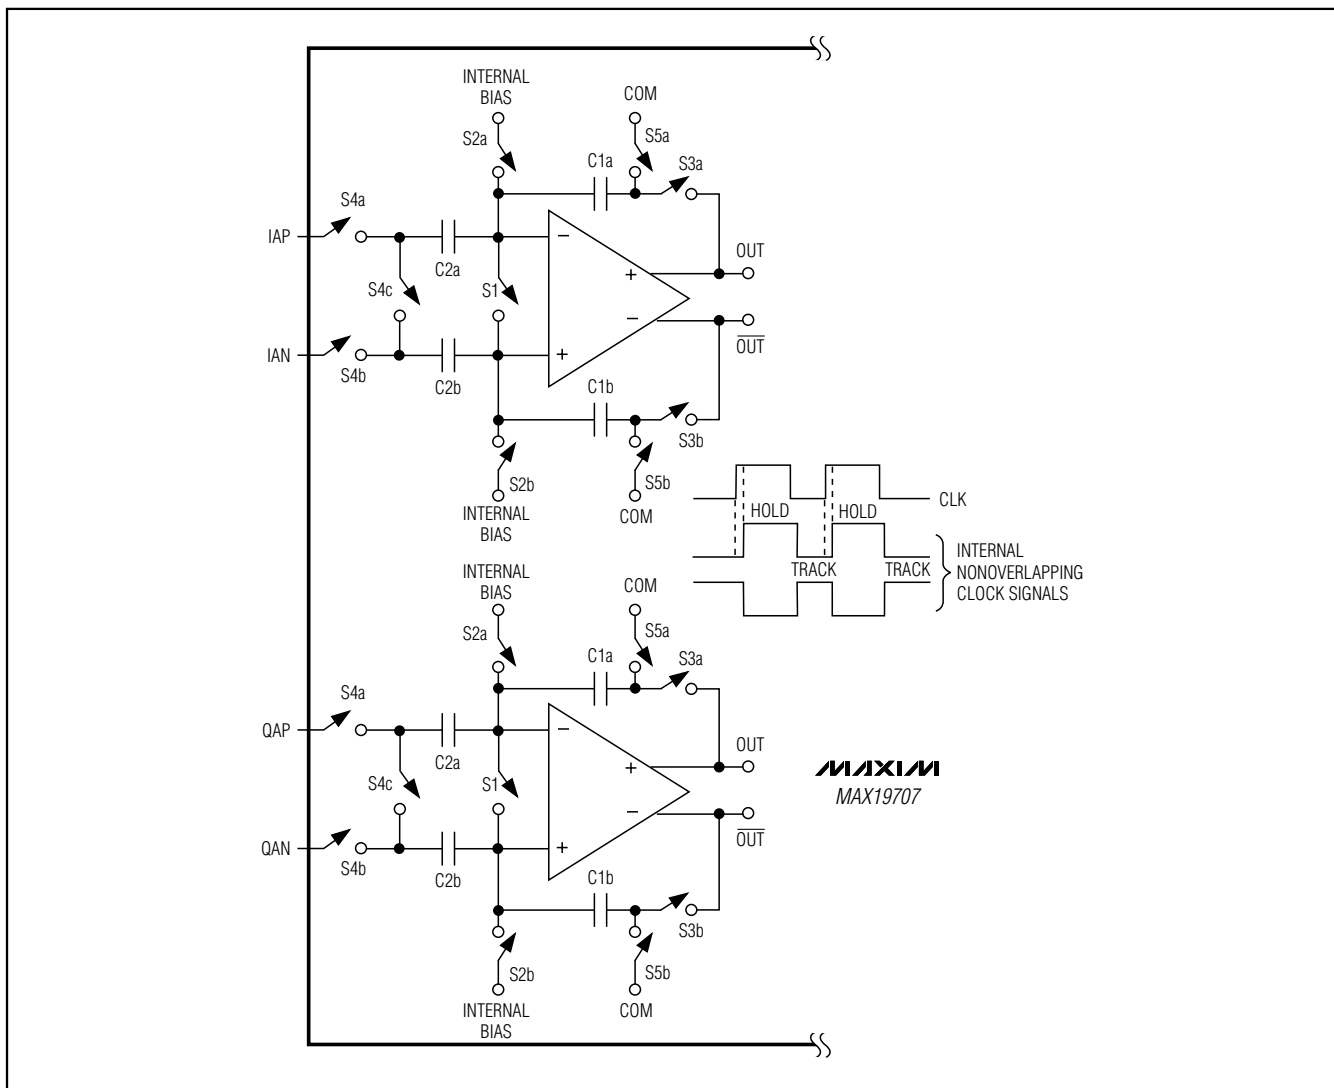 INTERNAL
BIAS
COM
S2a
S5a
C1a
S3a
S4a
IAP
−
C2a
+
OUT
S4c
S1
−
OUT
IAN
+
S4b
C2b
C1b
S3b
S2b
S5b
INTERNAL
BIAS
COM
CLK
HOLD
HOLD
TRACK
TRACK
INTERNAL
NONOVERLAPPING
CLOCK SIGNALS
INTERNAL
BIAS
COM
S2a
S5a
C1a
S3a
S4a
QAP
−
C2a
+
OUT
S4c
S1
−
OUT
QAN
+
S4b
C2b
C1b
S3b
S2b
S5b
INTERNAL
BIAS
COM
MAXIM
MAX19707